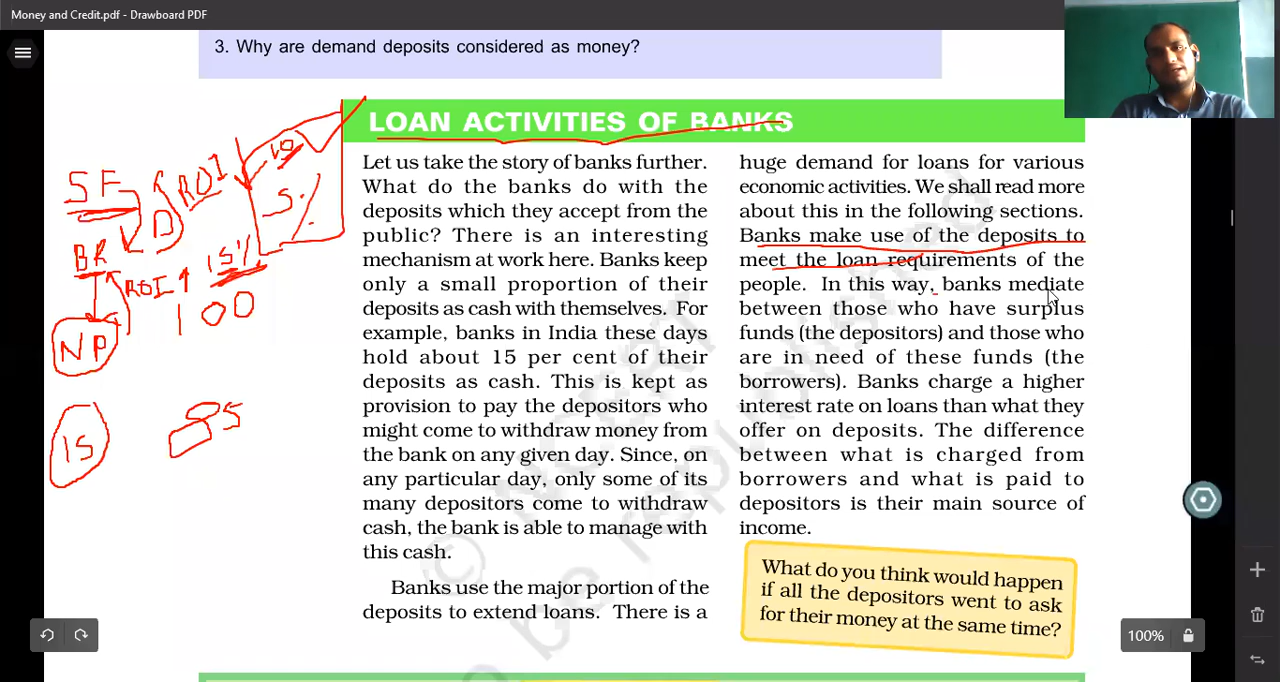 Money and Credit.pdf - Drawboard PDF
3. Why are demand deposits considered as money?
LOAN ACTIVITIES OF BANKS
Let us take the story of banks further.
What do the banks do with the
deposits which they accept from the
public? There is an interesting
mechanism at work here. Banks keep
only a small proportion of their
deposits as cash with themselves. For
example, banks in India these days
hold about 15 per cent of their
deposits as cash. This is kept as
provision to pay the depositors who
might come to withdraw money from
the bank on any given day. Since, on
any particular day, only some of its
many depositors come to withdraw
cash, the bank is able to manage with
this cash.
Banks use the major portion of the
deposits to extend loans. There is a
huge demand for loans for various
economic activities. We shall read more
about this in the following sections.
Banks make use of the deposits to
meet the loan requirements of the
people. In this way, banks mediate
between those who have surplus
funds (the depositors) and those who
are in need of these funds (the
borrowers). Banks charge a higher
interest rate on loans than what they
offer on deposits. The difference
between what is charged from
borrowers and what is paid to
depositors is their main source of
income.
What do you think would happen
if all the depositors went to ask
for their money at the same time?
SF
D
ROI
10
5%
BR
ROI
15%
100
NP
15
85
© NCERT
be republished
100%